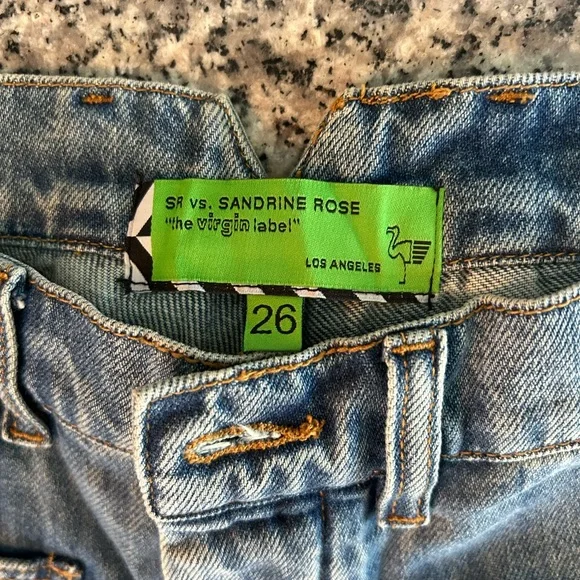 SR vs. SANDRINE ROSE
"the virgin label"
LOS ANGELES
26